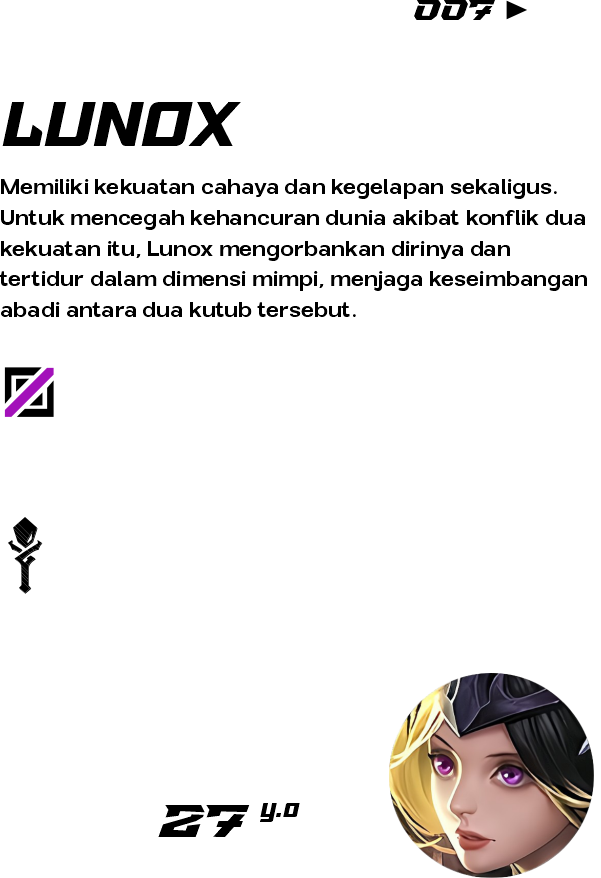 007
LUNOX
Memiliki kekuatan cahaya dan kegelapan sekaligus.
Untuk mencegah kehancuran dunia akibat konflik dua
kekuatan itu, Lunox mengorbankan dirinya dan
tertidur dalam dimensi mimpi, menjaga keseimbangan
abadi antara dua kutub tersebut.
27 y.o